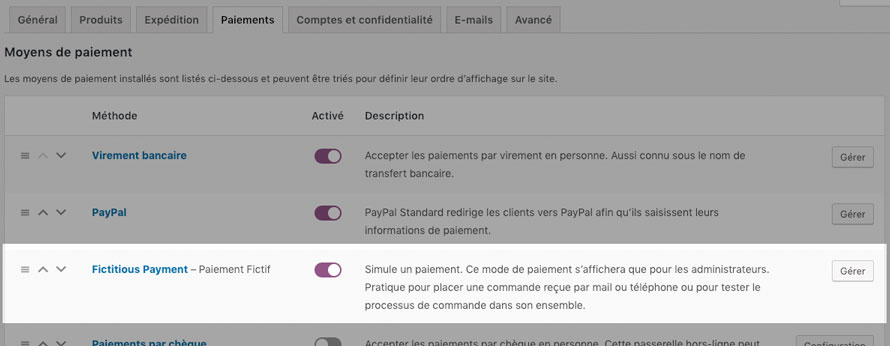 Général Produits Expédition Paiements Comptes et confidentialité E-mails Avancé
Moyens de paiement
Les moyens de paiement installés sont listés ci-dessous et peuvent être triés pour définir leur ordre d'affichage sur le site.
Méthode Activé Description
Virement bancaire Accepter les paiements par virement en personne. Aussi connu sous le nom de Gérer
transfert bancaire.
PayPal PayPal Standard redirige les clients vers PayPal afin qu'ils saisissent leurs Gérer
informations de paiement.
Fictitious Payment – Paiement Fictif Simule un paiement. Ce mode de paiement s'affichera que pour les administrateurs. Gérer
Pratique pour placer une commande reçue par mail ou téléphone ou pour tester le
processus de commande dans son ensemble.
Paiements par chèque Accepter les paiements par chèque en personne. Cette passerelle hors-ligne peut Configuration